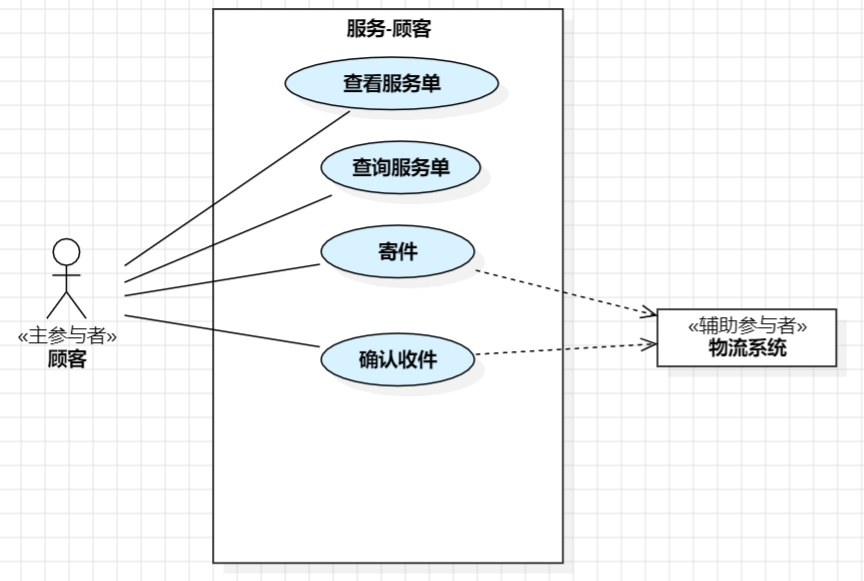 服务-顾客
查看服务单
查询服务单
寄件
确认收件
«主参与者»
顾客
«辅助参与者»
物流系统